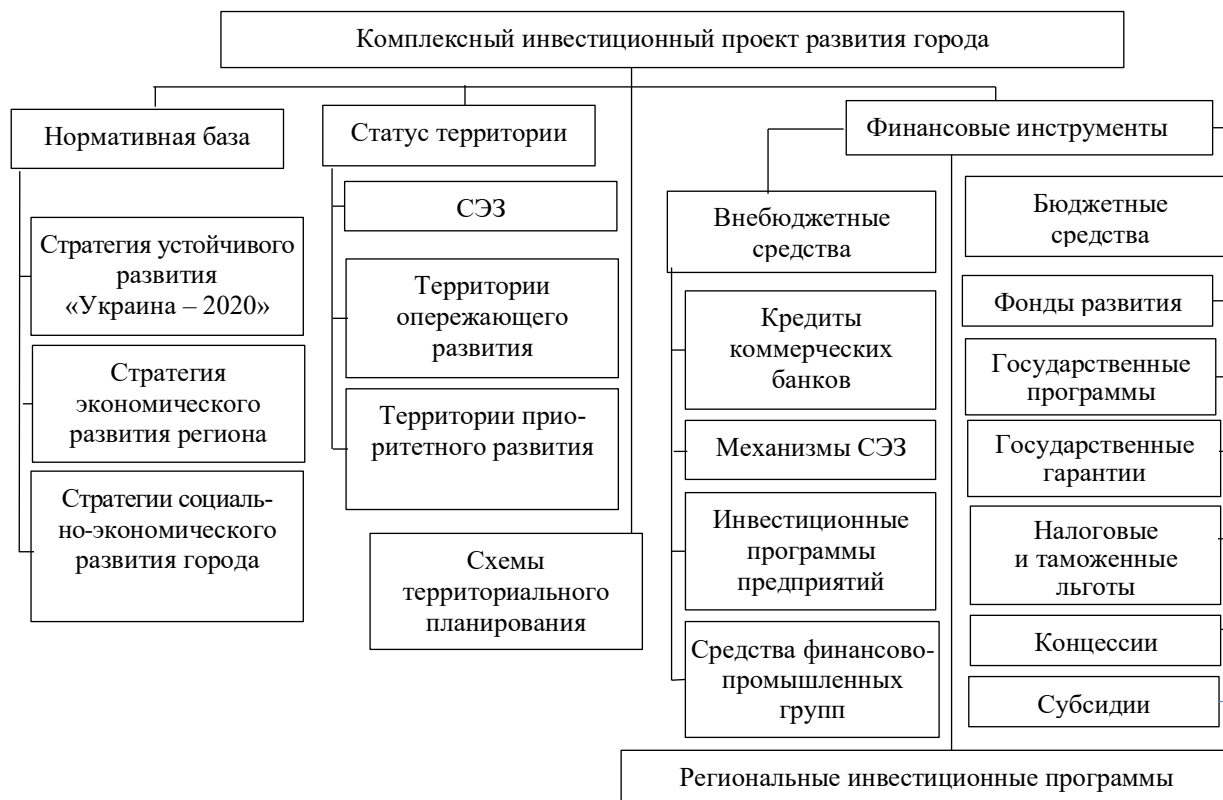 Комплексный инвестиционный проект развития города
Нормативная база
Стратегия устойчивого
развития
«Украина – 2020»
Стратегия
экономического
развития региона
Стратегии социаль-
но-экономического
развития города
Статус территории
СЭЗ
Территории
опережающего
развития
Территории прио-
ритетного развития
Схемы
территориального
планирования
Финансовые инструменты
Внебюджетные
средства
Кредиты
коммерческих
банков
Механизмы СЭЗ
Инвестиционные
программы
предприятий
Средства финансово-
промышленных
групп
Бюджетные
средства
Фонды развития
Государственные
программы
Государственные
гарантии
Налоговые
и таможенные
льготы
Концессии
Субсидии
Региональные инвестиционные программы